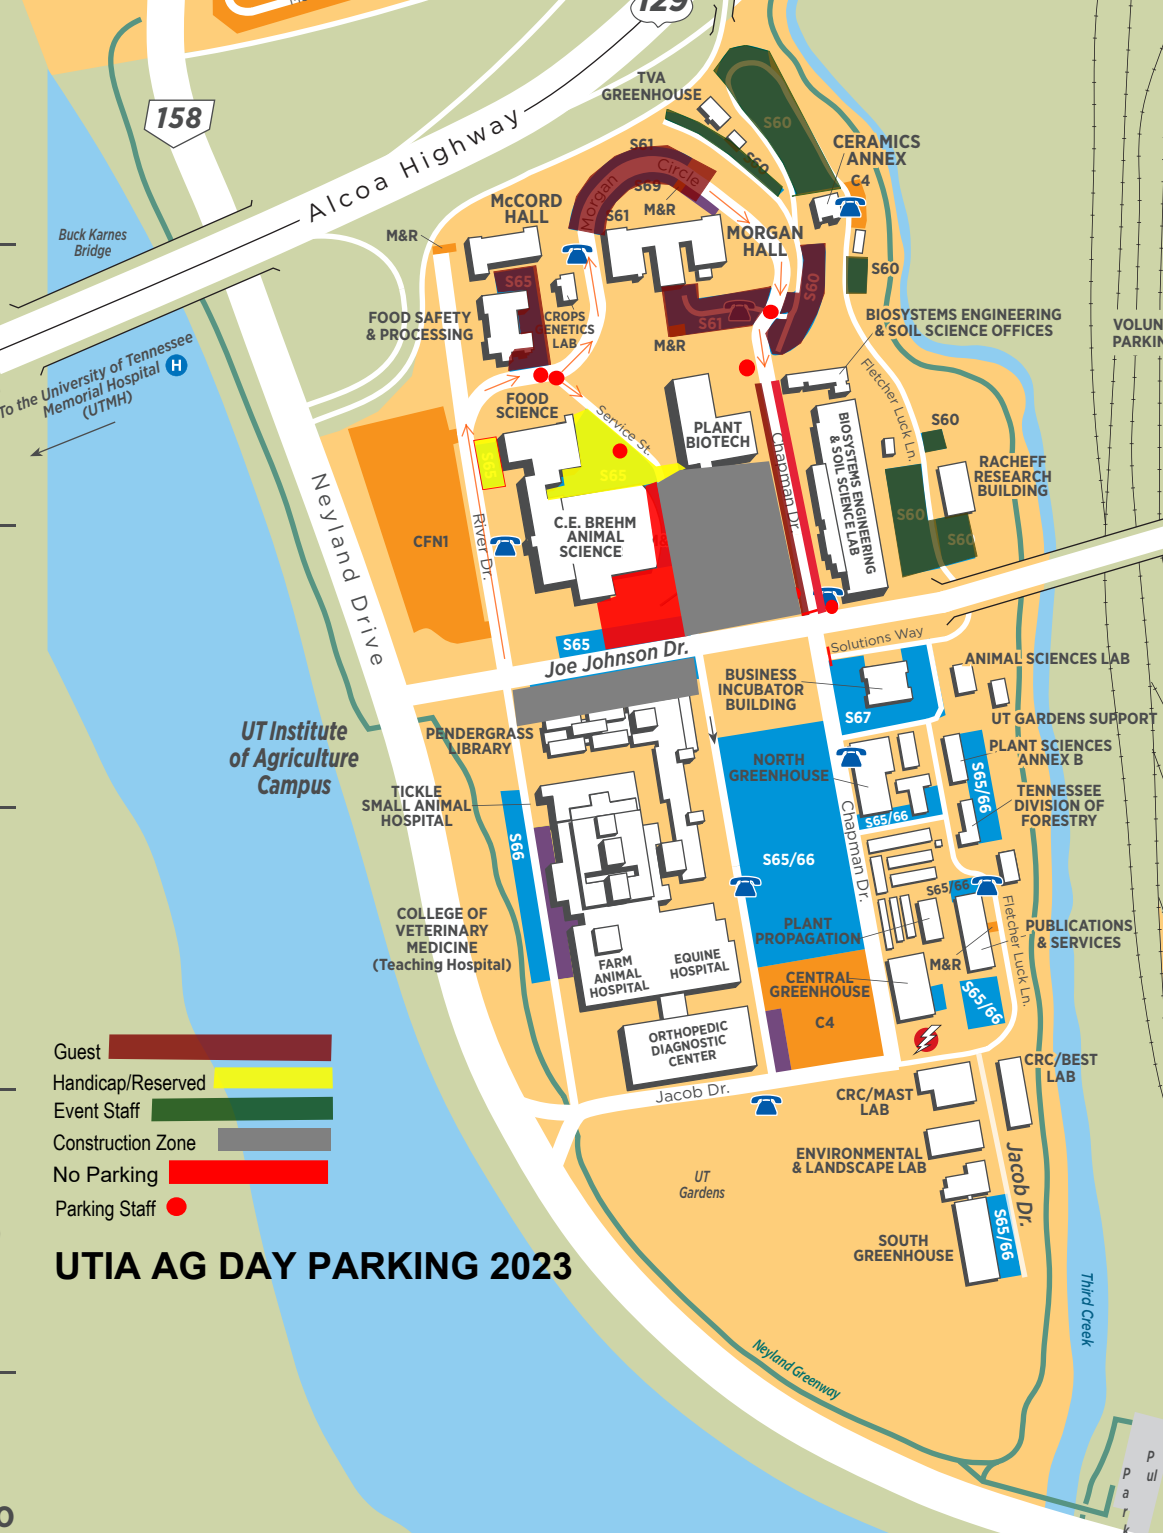 129
158
Alcoa Highway
Buck Karnes
Bridge
To the University of Tennessee
Memorial Hospital
(UTMH)
H
TVA
GREENHOUSE
S60
S60
CERAMICS
ANNEX
C4
S61
Circle
Morgan
S69
M&R
S61
McCORD
HALL
M&R
MORGAN
HALL
S60
S60
S65
FOOD SAFETY
& PROCESSING
CROPS
GENETICS
LAB
S61
M&R
BIOSYSTEMS ENGINEERING
& SOIL SCIENCE OFFICES
VOLUN
PARKIN
FOOD
SCIENCE
Service St.
S65
S65
PLANT
BIOTECH
Chapman Dr.
BIOSYSTEMS ENGINEERING
& SOIL SCIENCE LAB
Fletcher Luck Ln.
S60
RACHEFF
RESEARCH
BUILDING
S60
S60
Neyland Drive
CFN1
River Dr.
C.E. BREHM
ANIMAL
SCIENCE
S65
Joe Johnson Dr.
Solutions Way
BUSINESS
INCUBATOR
BUILDING
S67
ANIMAL SCIENCES LAB
UT GARDENS SUPPORT
UT Institute
of Agriculture
Campus
PENDERGRASS
LIBRARY
NORTH
GREENHOUSE
PLANT SCIENCES
ANNEX B
S65/66
TENNESSEE
DIVISION OF
FORESTRY
TICKLE
SMALL ANIMAL
HOSPITAL
S66
S65/66
Chapman Dr.
S65/66
S65/66
Fletcher Luck Ln.
COLLEGE OF
VETERINARY
MEDICINE
(Teaching Hospital)
PLANT
PROPAGATION
PUBLICATIONS
& SERVICES
M&R
FARM
ANIMAL
HOSPITAL
EQUINE
HOSPITAL
CENTRAL
GREENHOUSE
S65/66
C4
ORTHOPEDIC
DIAGNOSTIC
CENTER
Jacob Dr.
CRC/BEST
LAB
CRC/MAST
LAB
ENVIRONMENTAL
& LANDSCAPE LAB
Jacob Dr.
UT
Gardens
SOUTH
GREENHOUSE
S65/66
Third Creek
Neyland Greenway
Guest
Handicap/Reserved
Event Staff
Construction Zone
No Parking
Parking Staff
UTIA AG DAY PARKING 2023
P
ul
P
a
r
k